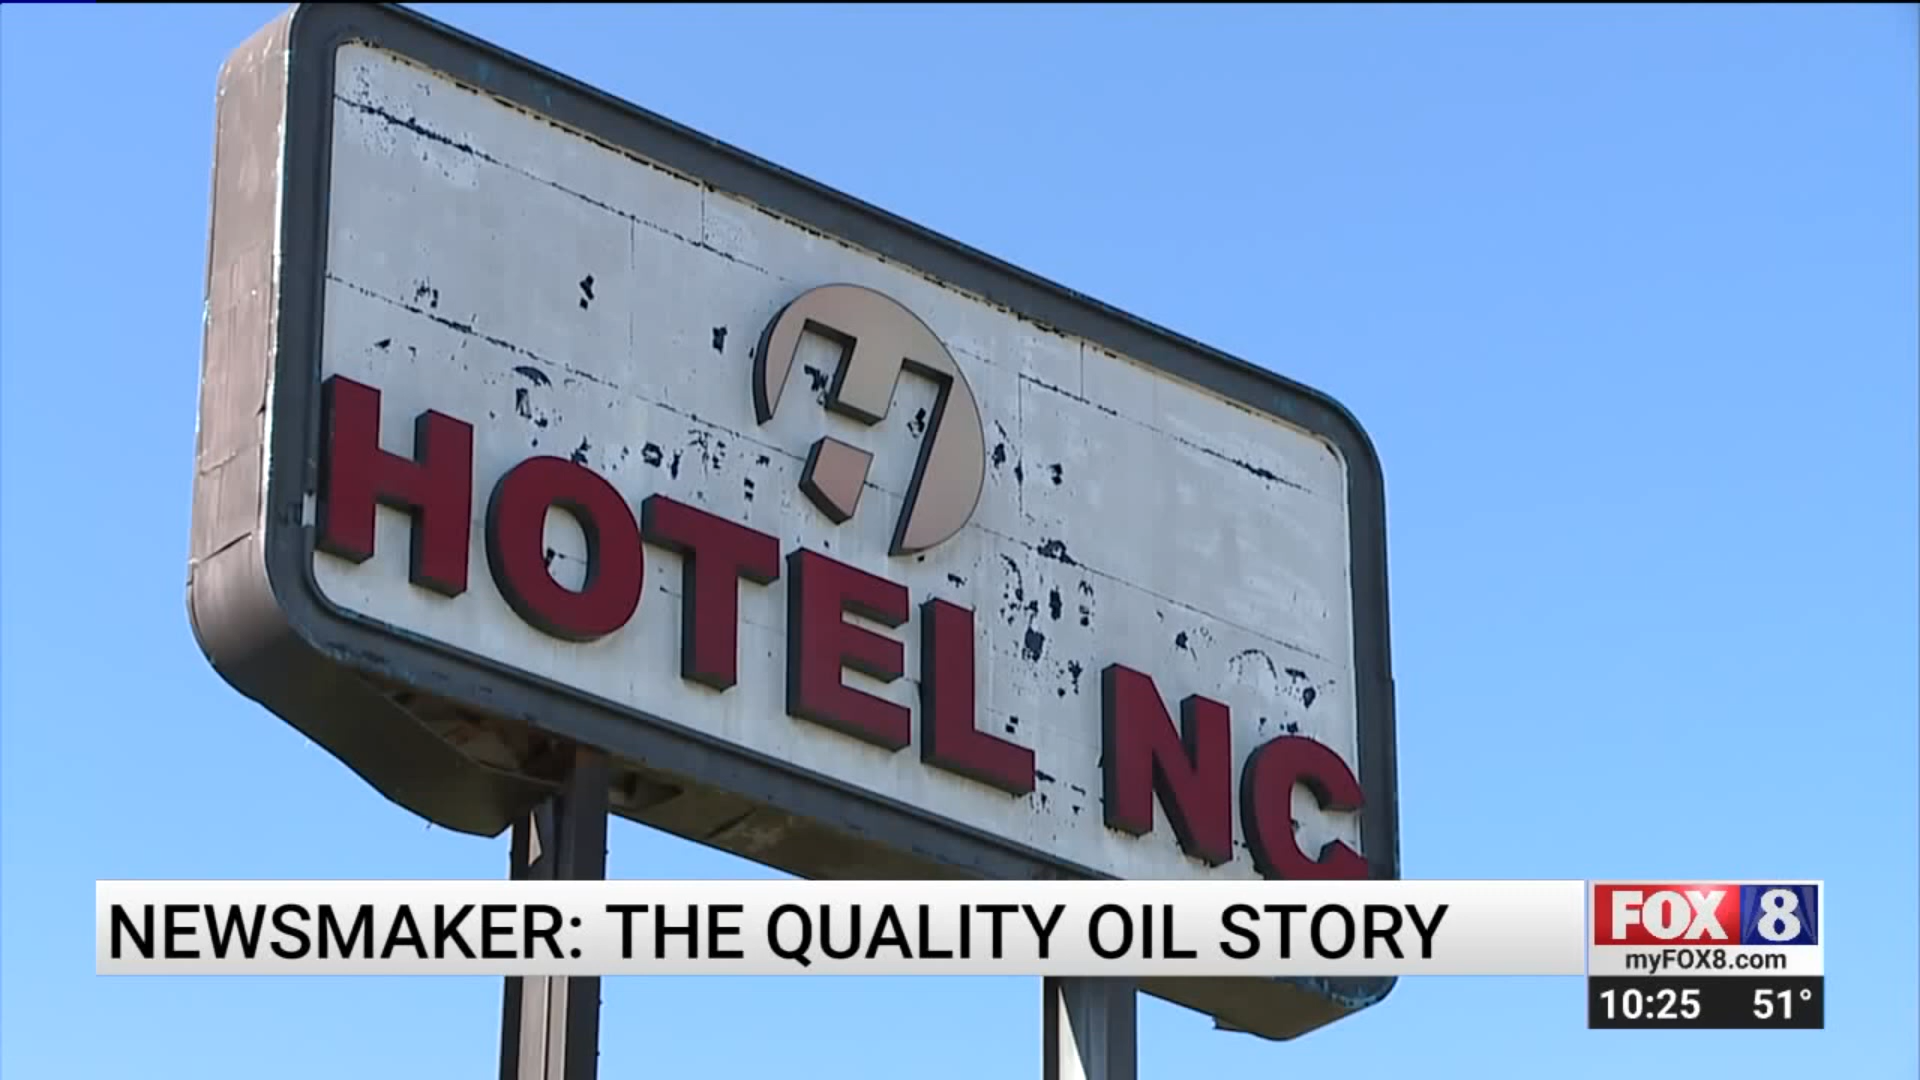 H
HOTEL NC
NEWSMAKER: THE QUALITY OIL STORY
FOX 8
myFOX8.com
10:25 51°